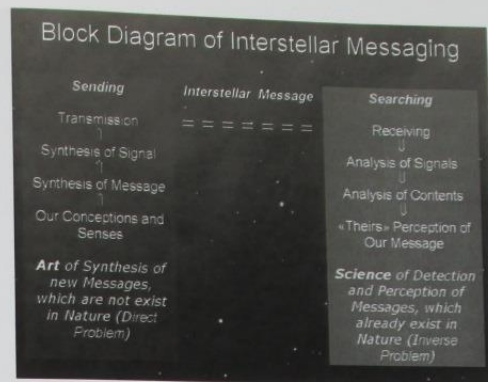 Block Diagram of Interstellar Messaging
Sending
Transmission
Synthesis of Signal
Synthesis of Message
Our Conceptions and
Senses
Art of Synthesis of
new Messages,
which are not exist
in Nature (Direct
Problem)
Interstellar Message
Searching
Receiving
Analysis of Signals
Analysis of Contents
«Theirs» Perception of
Our Message
Science of Detection
and Perception of
Messages, which
already exist in
Nature (Inverse
Problem)